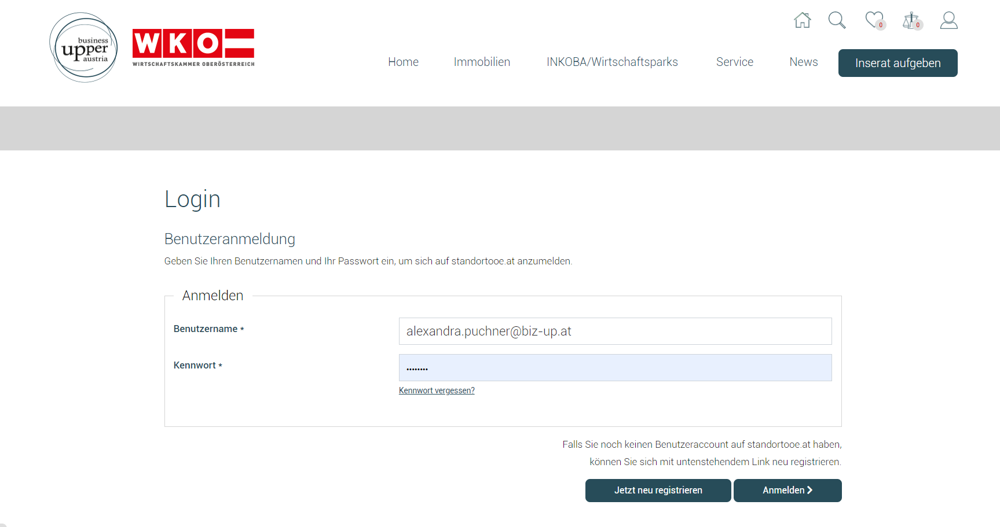 business
upper
austria
WKO
WIRTSCHAFTSKAMMER OBERÖSTERREICH
0
0
Home
Immobilien
INKOBA/Wirtschaftsparks
Service
News
Inserat aufgeben
Login
Benutzeranmeldung
Geben Sie Ihren Benutzernamen und Ihr Passwort ein, um sich auf standortooe.at anzumelden.
Anmelden
Benutzername *
alexandra.puchner@biz-up.at
Kennwort *
........
Kennwort vergessen?
Falls Sie noch keinen Benutzeraccount auf standortooe.at haben,
können Sie sich mit untenstehendem Link neu registrieren.
Jetzt neu registrieren
Anmelden